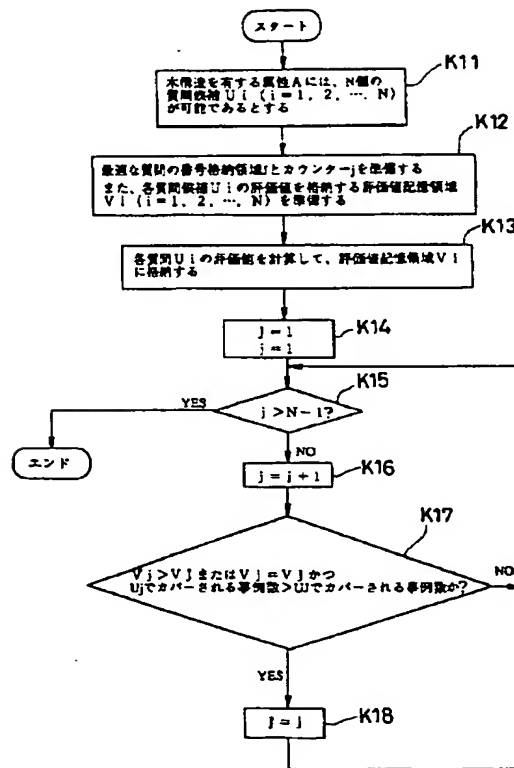 スタート
K11
木構造を有する属性Aには、N個の
質問候補Ui (i=1, 2, …, N)
が可能であるとする
K12
最適な質問の番号格納領域JとカウンターJを準備する
また、各質問候補Uiの評価値を格納する評価値記憶領域
Vi (i=1, 2, …, N) を準備する
K13
各質問Uiの評価値を計算して、評価値記憶領域Vi
に格納する
K14
J=1
j=1
K15
YES
j>N-1?
エンド
NO
K16
j=j+1
K17
Vj>VJまたはVj=VJかつ
Ujでカバーされる事例数>UJでカバーされる事例数か?
NO
YES
K18
J=j